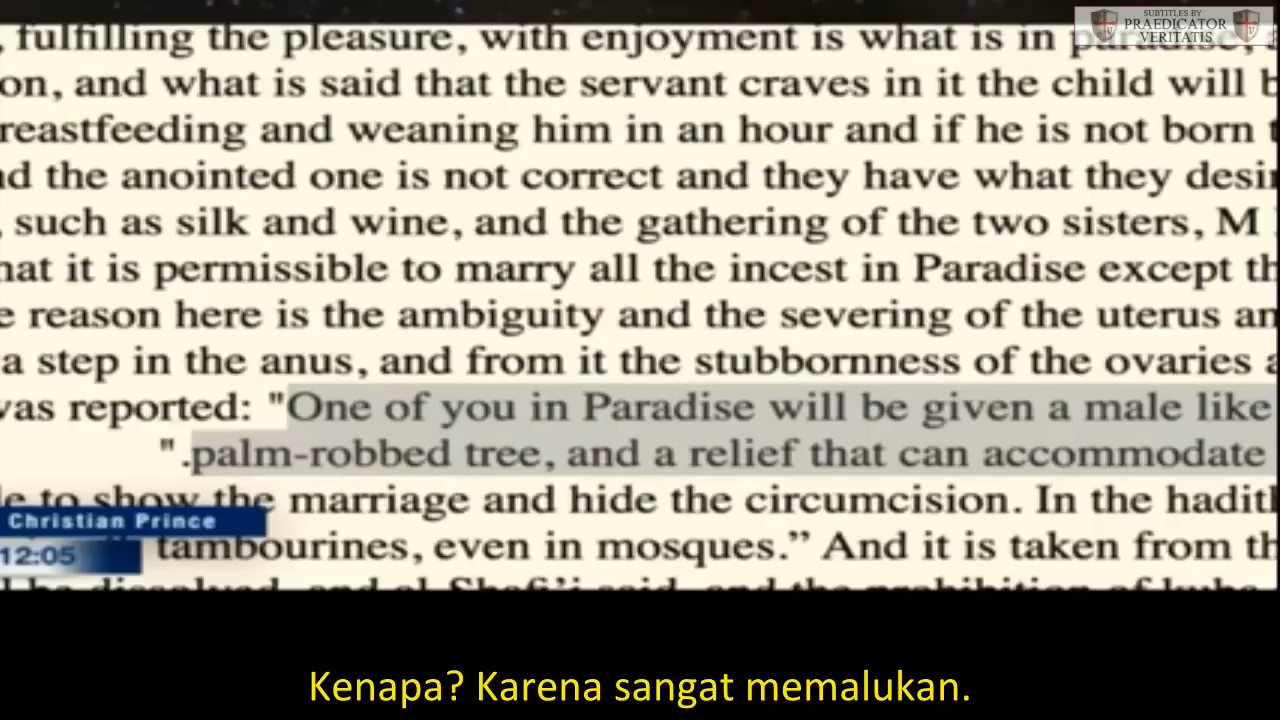 SUBTITLES BY
PRAEDICATOR
VERITATIS
, fulfilling the pleasure, with enjoyment is what is in
on, and what is said that the servant craves in it the child will b
reastfeeding and weaning him in an hour and if he is not born t
nd the anointed one is not correct and they have what they desir
, such as silk and wine, and the gathering of the two sisters, M
hat it is permissible to marry all the incest in Paradise except th
e reason here is the ambiguity and the severing of the uterus an
a step in the anus, and from it the stubbornness of the ovaries a
was reported: "One of you in Paradise will be given a male like
".palm-robbed tree, and a relief that can accommodate
le to show the marriage and hide the circumcision. In the hadith
Christian Prince
12:05
tambourines, even in mosques.” And it is taken from th
Kenapa? Karena sangat memalukan.